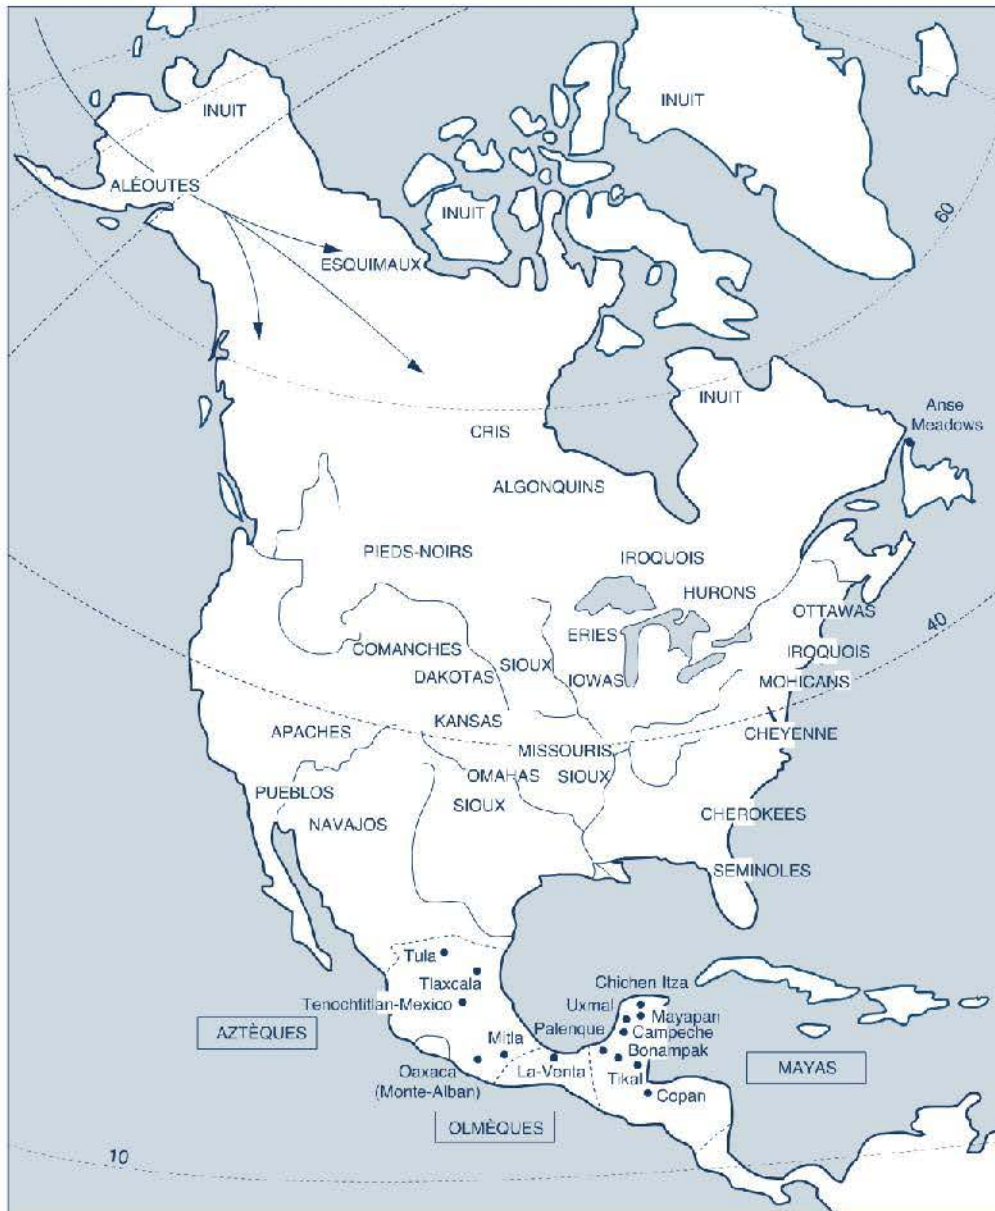 INUIT
INUIT
ALÉOUTES
INUIT
60
ESQUIMAUX
INUIT
Anse
Meadows
CRIS
ALGONQUINS
PIEDS-NOIRS
IROQUOIS
HURONS
OTTAWAS
40
ERIES
COMANCHES
IROQUOIS
SIOUX
DAKOTAS
IOWAS
MOHICANS
KANSAS
APACHES
CHEYENNE
MISSOURIS
OMAHAS
SIOUX
PUEBLOS
SIOUX
NAVAJOS
CHEROKEES
SEMINOLES
Tula
Tlaxcala
Chichen Itza
Tenochtitlan-Mexico
Uxmal
Mayapan
AZTÈQUES
Palenque
Campeche
Mitla
Bonampak
Oaxaca
(Monte-Alban)
La-Venta
Tikal
MAYAS
Copan
OLMÈQUES
10